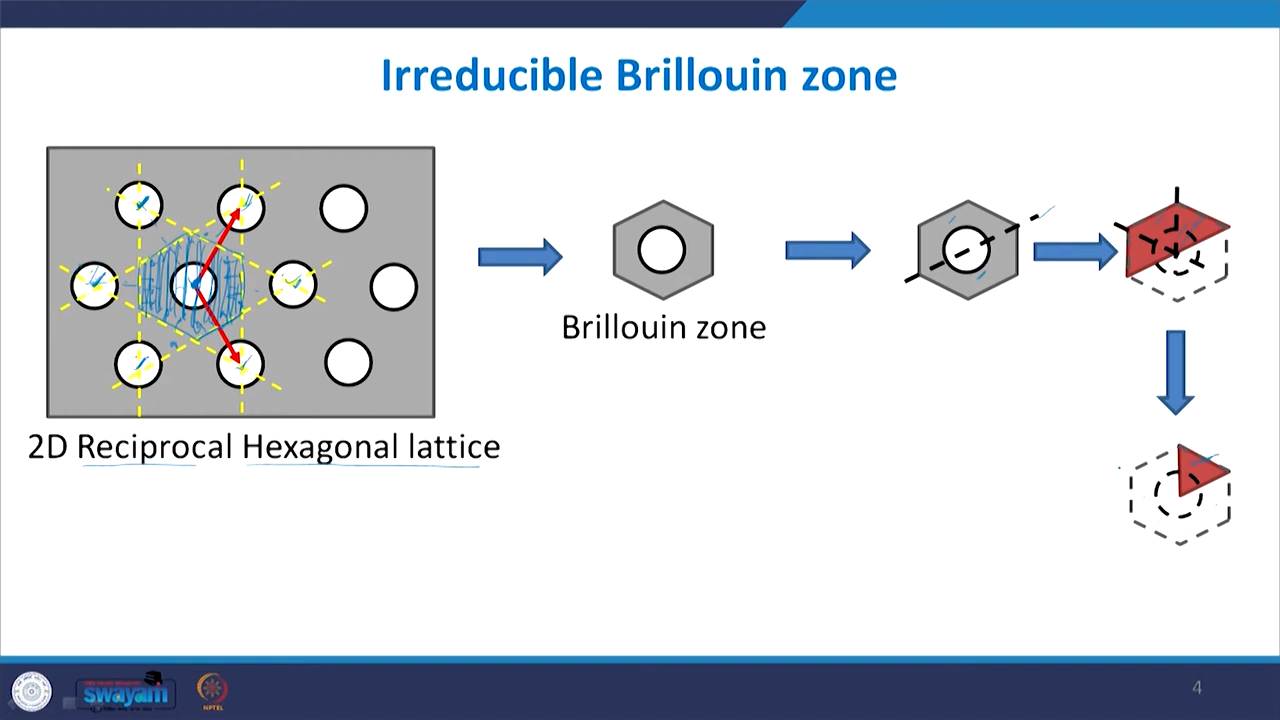 Irreducible Brillouin zone
Brillouin zone
2D Reciprocal Hexagonal lattice
swayam
NPTEL
4